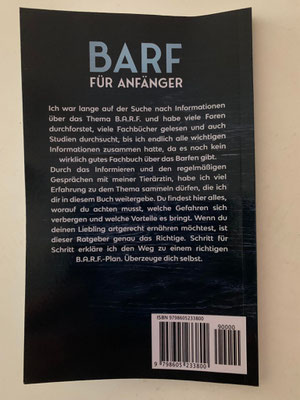 BARF
FÜR ANFÄNGER
Ich war lange auf der Suche nach Informationen
über das Thema B.A.R.F. und habe viele Foren
durchforstet, viele Fachbücher gelesen und auch
Studien durchsucht, bis ich endlich alle wichtigen
Informationen zusammen hatte, da es noch kein
wirklich gutes Fachbuch über das Barfen gibt.
Durch das Informieren und den regelmäßigen
Gesprächen mit meiner Tierärztin, habe ich viel
Erfahrung zu dem Thema sammeln dürfen, die ich
dir in diesem Buch weitergebe. Du findest hier alles,
worauf du achten musst, welche Gefahren sich
verbergen und welche Vorteile es bringt. Wenn du
deinen Liebling artgerecht ernähren möchtest, ist
dieser Ratgeber genau das Richtige. Schritt für
Schritt erkläre ich den Weg zu einem richtigen
B.A.R.F.-Plan. Überzeuge dich selbst.
ISBN 9798605233800
90000
9 798605 233800